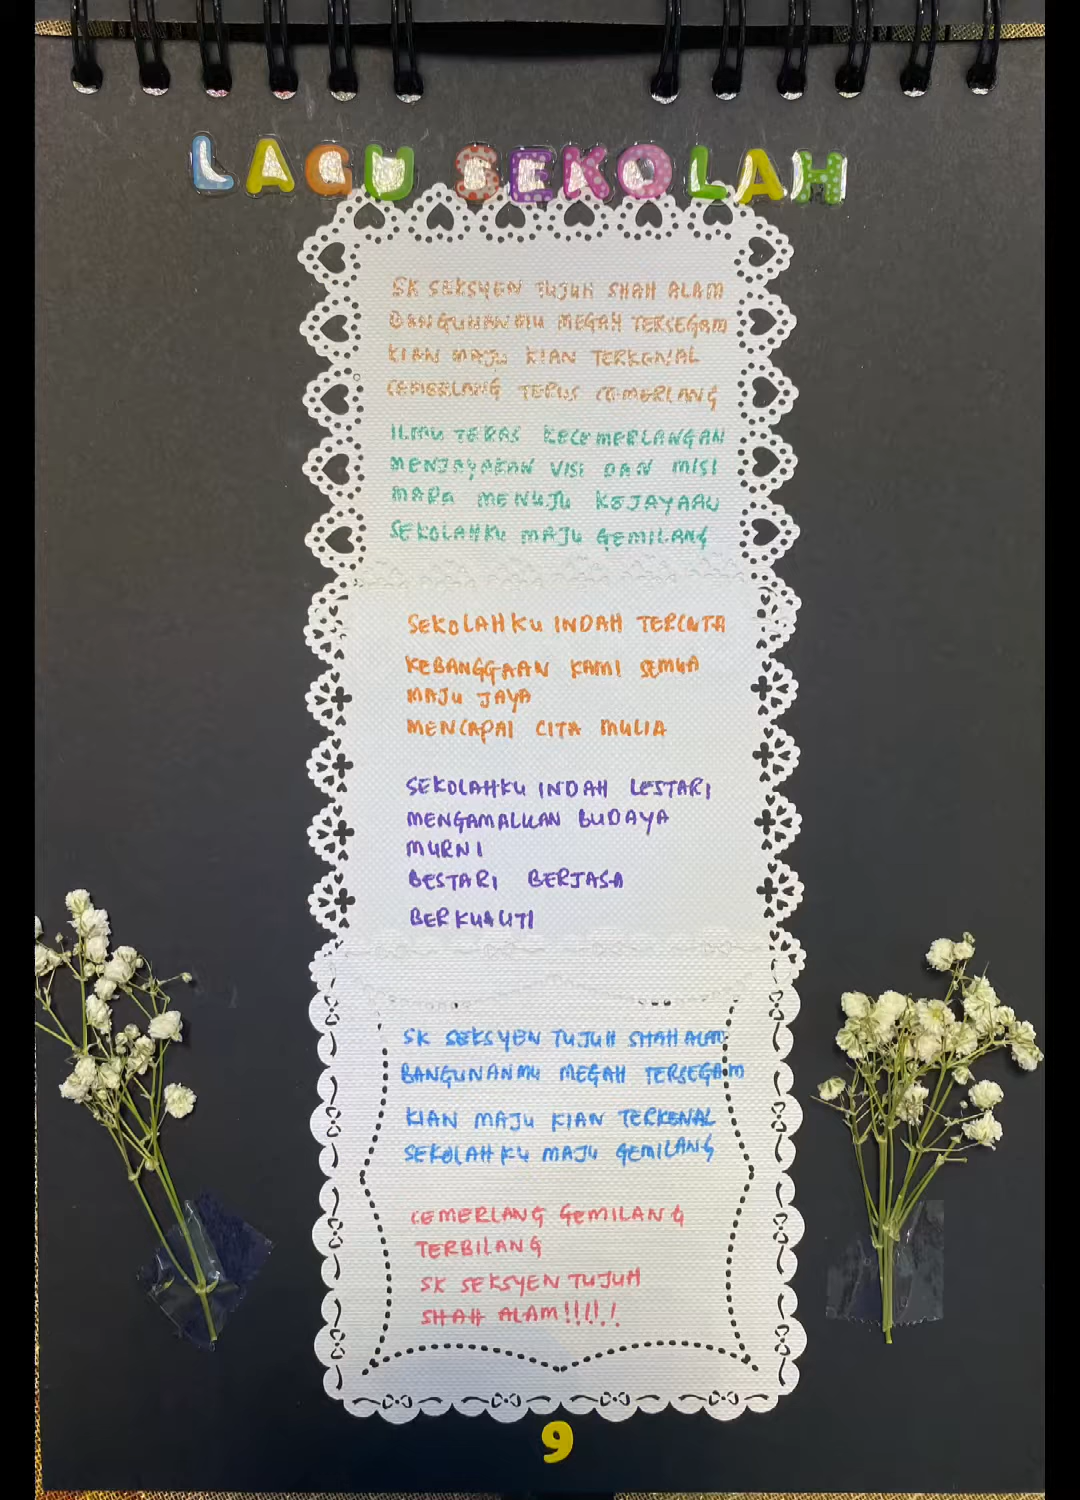 LAGU SEKOLAH
SK SEKSYEN TUJUH SHAH ALAM
BANGUNANMU MEGAH TERSEGAM
KIAN MAJU KIAN TERKENAL
CEMERLANG TERUS CEMERLANG
ILMU TERAS KECEMERLANGAN
MENJAYAKAN VISI DAN MISI
MARA MENUJU KEJAYAAN
SEKOLAHKU MAJU GEMILANG
SEKOLAHKU INDAH TERCINTA
KEBANGGAAN KAMI SEMUA
MAJU JAYA
MENCAPAI CITA MULIA
SEKOLAHKU INDAH LESTARI
MENGAMALKAN BUDAYA
MURNI
BESTARI BERJASA
BERKUALITI
SK SEKSYEN TUJUH SHAH ALAM
BANGUNANMU MEGAH TERSEGAM
KIAN MAJU KIAN TERKENAL
SEKOLAHKU MAJU GEMILANG
CEMERLANG GEMILANG
TERBILANG
SK SEKSYEN TUJUH
SHAH ALAM!!!!!
9